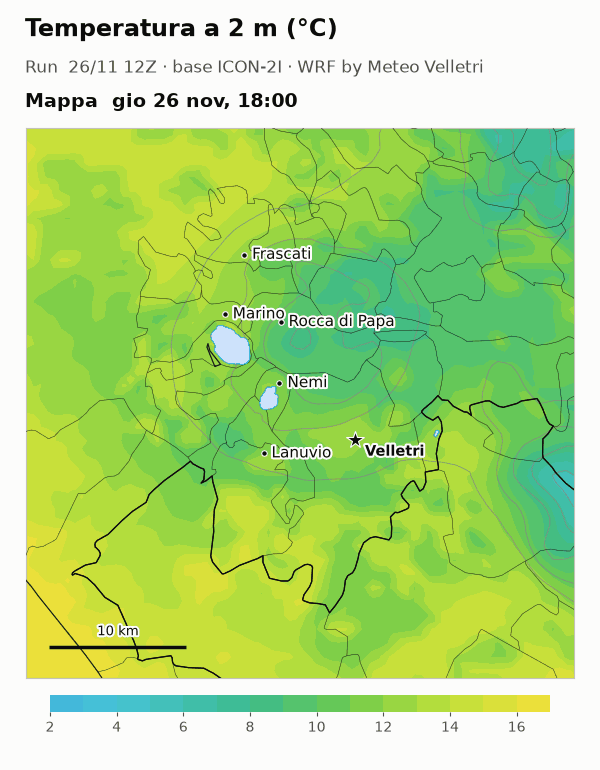 Temperatura a 2 m (°C)
Run  26/11 12Z · base ICON-2I · WRF by Meteo Velletri
Mappa  gio 26 nov, 18:00
Frascati
Marino
Rocca di Papa
Nemi
Velletri
Lanuvio
10 km
2 4 6 8 10 12 14 16